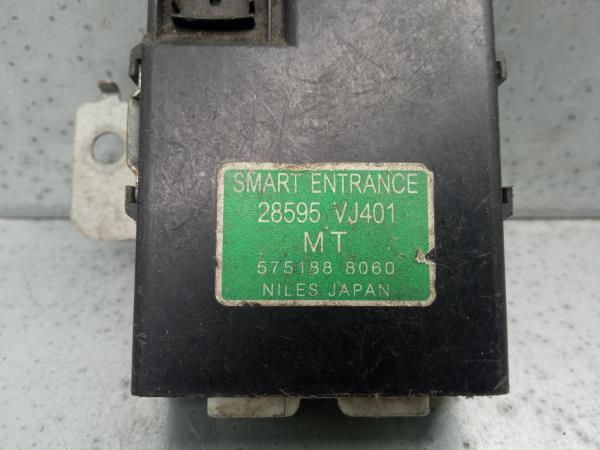 SMART ENTRANCE
28595 VJ401
MT
575188 8060
NILES JAPAN